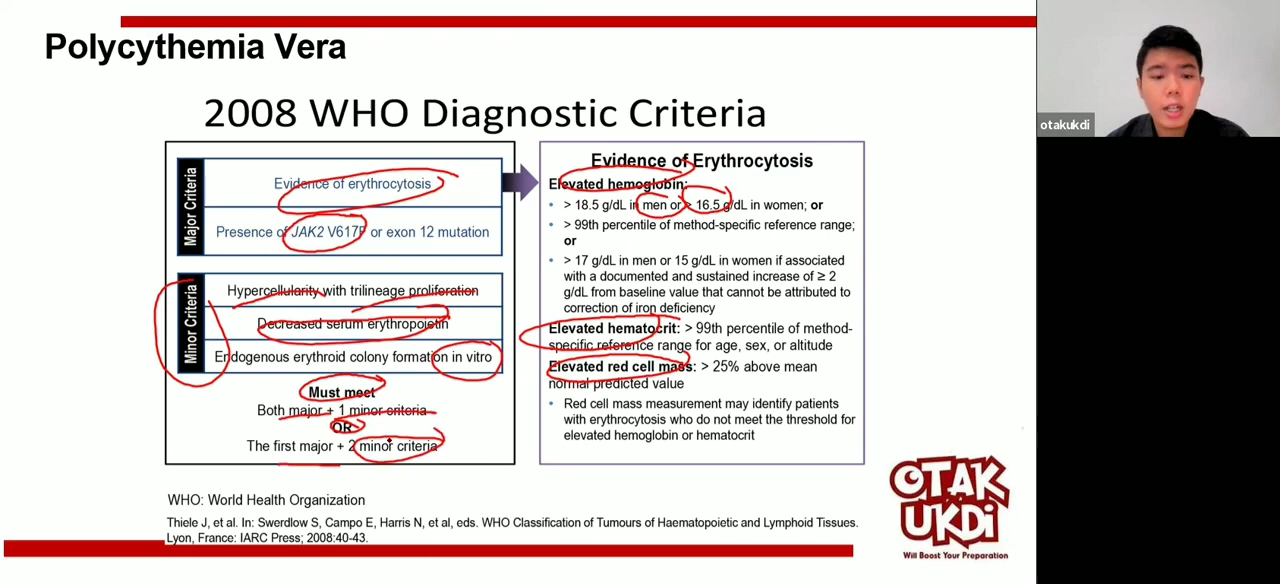 Polycythemia Vera
2008 WHO Diagnostic Criteria
Major Criteria
Evidence of erythrocytosis
Presence of JAK2 V617F or exon 12 mutation
Minor Criteria
Hypercellularity with trilineage proliferation
Decreased serum erythropoietin
Endogenous erythroid colony formation in vitro
Must meet
Both major + 1 minor criteria
OR
The first major + 2 minor criteria
Evidence of Erythrocytosis
Elevated hemoglobin:
• > 18.5 g/dL in men or > 16.5 g/dL in women; or
• > 99th percentile of method-specific reference range;
or
• > 17 g/dL in men or 15 g/dL in women if associated
with a documented and sustained increase of ≥ 2
g/dL from baseline value that cannot be attributed to
correction of iron deficiency
Elevated hematocrit: > 99th percentile of method-
specific reference range for age, sex, or altitude
Elevated red cell mass: > 25% above mean
normal predicted value
• Red cell mass measurement may identify patients
with erythrocytosis who do not meet the threshold for
elevated hemoglobin or hematocrit
WHO: World Health Organization
Thiele J, et al. In: Swerdlow S, Campo E, Harris N, et al, eds. WHO Classification of Tumours of Haematopoietic and Lymphoid Tissues.
Lyon, France: IARC Press; 2008:40-43.
OTAK
UKDi
Will Boost Your Preparation
otakukdi